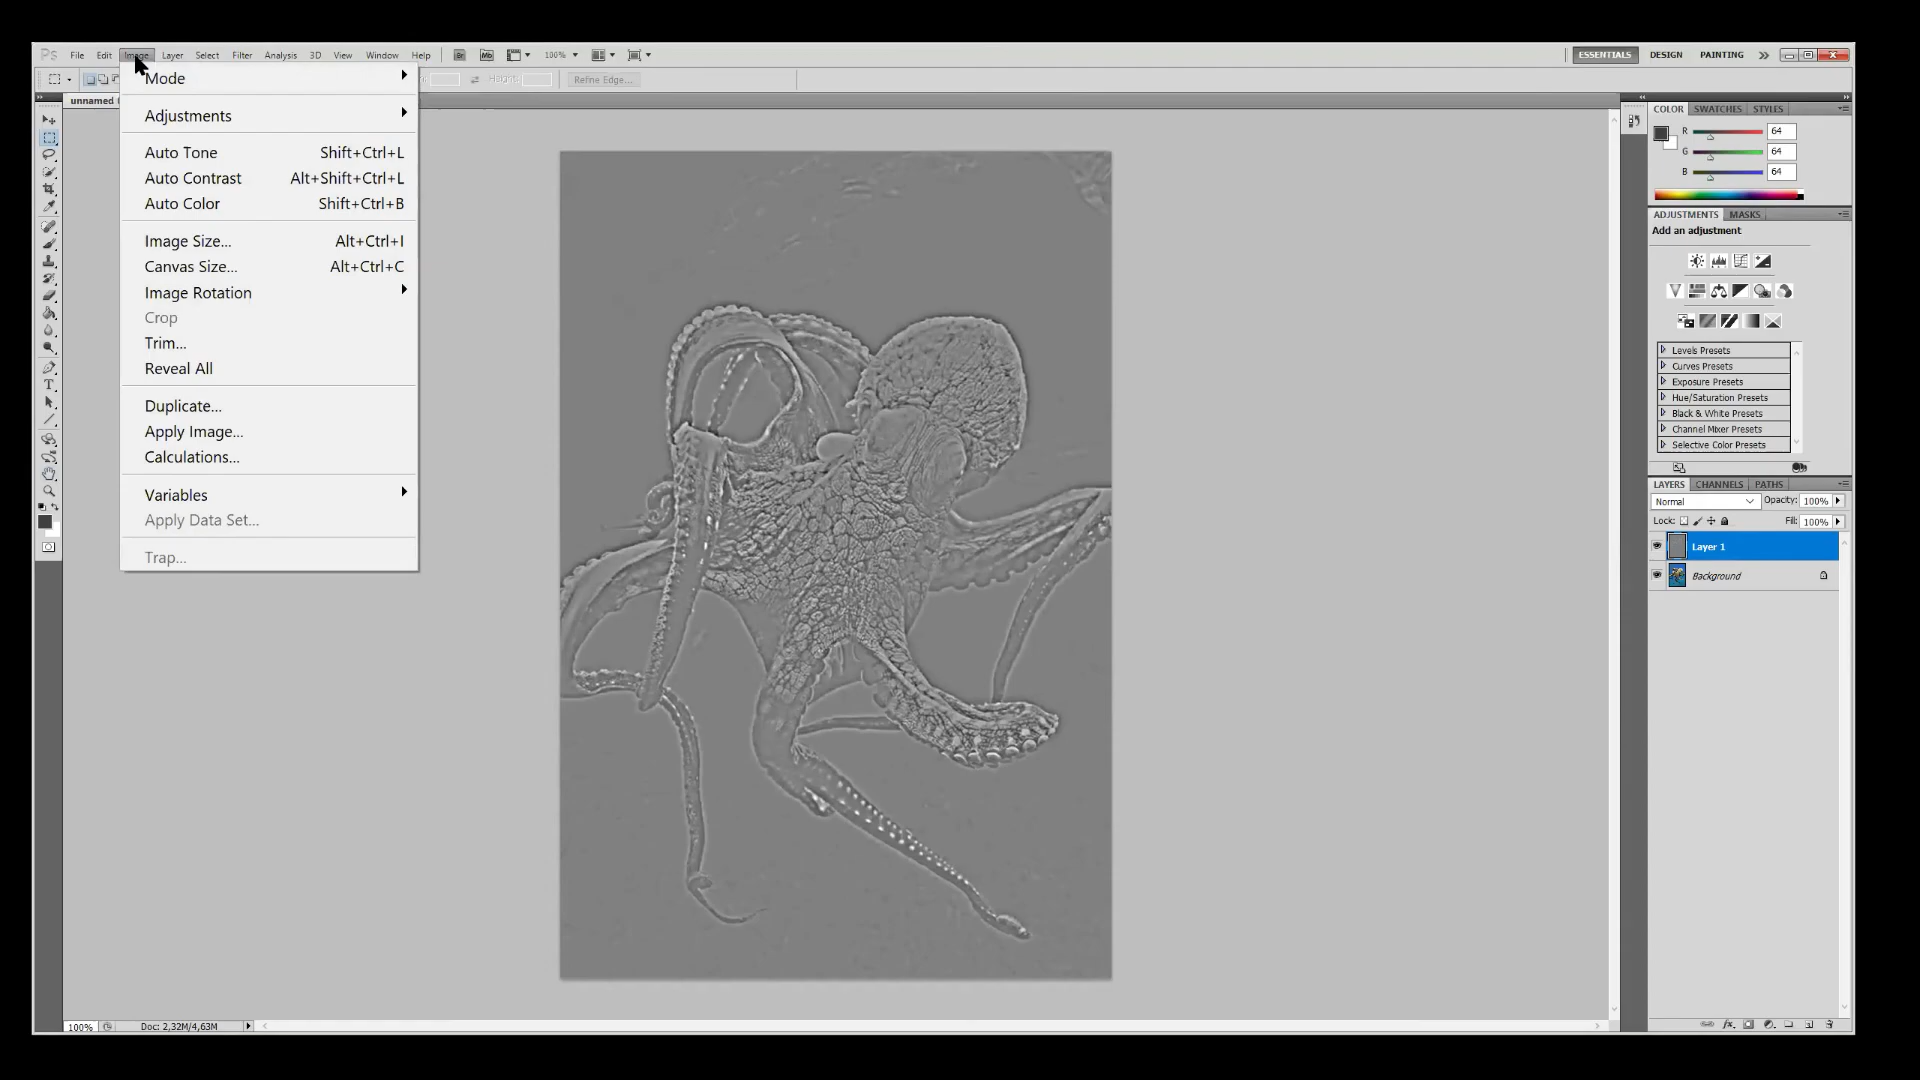 Ps File Edit Image Layer Select Filter Analysis 3D View Window Help Br Mb 100% ESSENTIALS DESIGN PAINTING
Height: Refine Edge...
unnamed
Mode
Adjustments
Auto Tone Shift+Ctrl+L
Auto Contrast Alt+Shift+Ctrl+L
Auto Color Shift+Ctrl+B
Image Size... Alt+Ctrl+I
Canvas Size... Alt+Ctrl+C
Image Rotation
Crop
Trim...
Reveal All
Duplicate...
Apply Image...
Calculations...
Variables
Apply Data Set...
Trap...
COLOR SWATCHES STYLES
R 64
G 64
B 64
ADJUSTMENTS MASKS
Add an adjustment
Levels Presets
Curves Presets
Exposure Presets
Hue/Saturation Presets
Black & White Presets
Channel Mixer Presets
Selective Color Presets
LAYERS CHANNELS PATHS
Normal Opacity: 100%
Lock: Fill: 100%
Layer 1
Background
100% Doc: 2,32M/4,63M